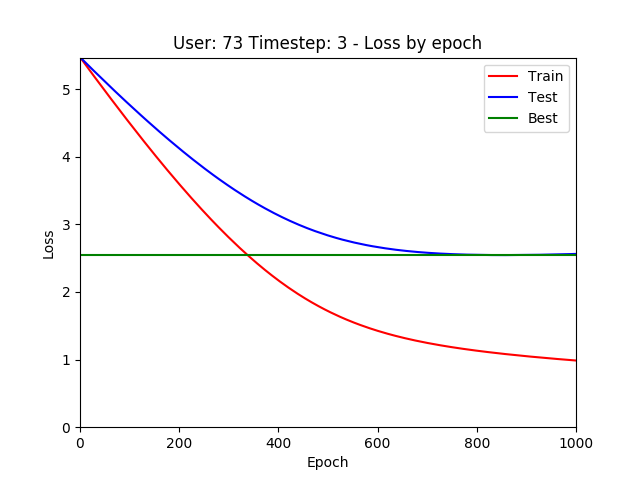 User: 73 Timestep: 3 - Loss by epoch
Train
Test
Best
Loss
5
4
3
2
1
0
0 200 400 600 800 1000
Epoch